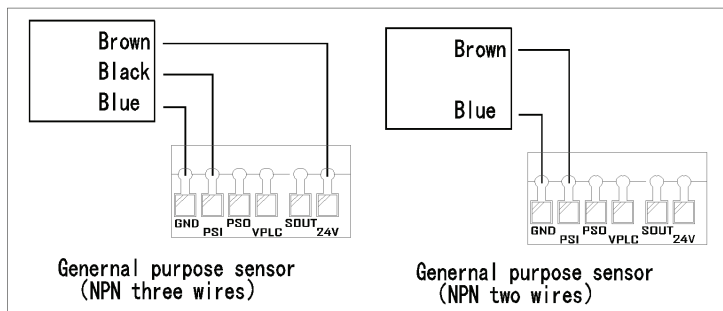 Brown
Black
Blue
GND PSI PSO VPLC SOUT 24V
Genernal purpose sensor
(NPN three wires)
Brown
Blue
GND PSI PSO VPLC SOUT 24V
Genernal purpose sensor
(NPN two wires)